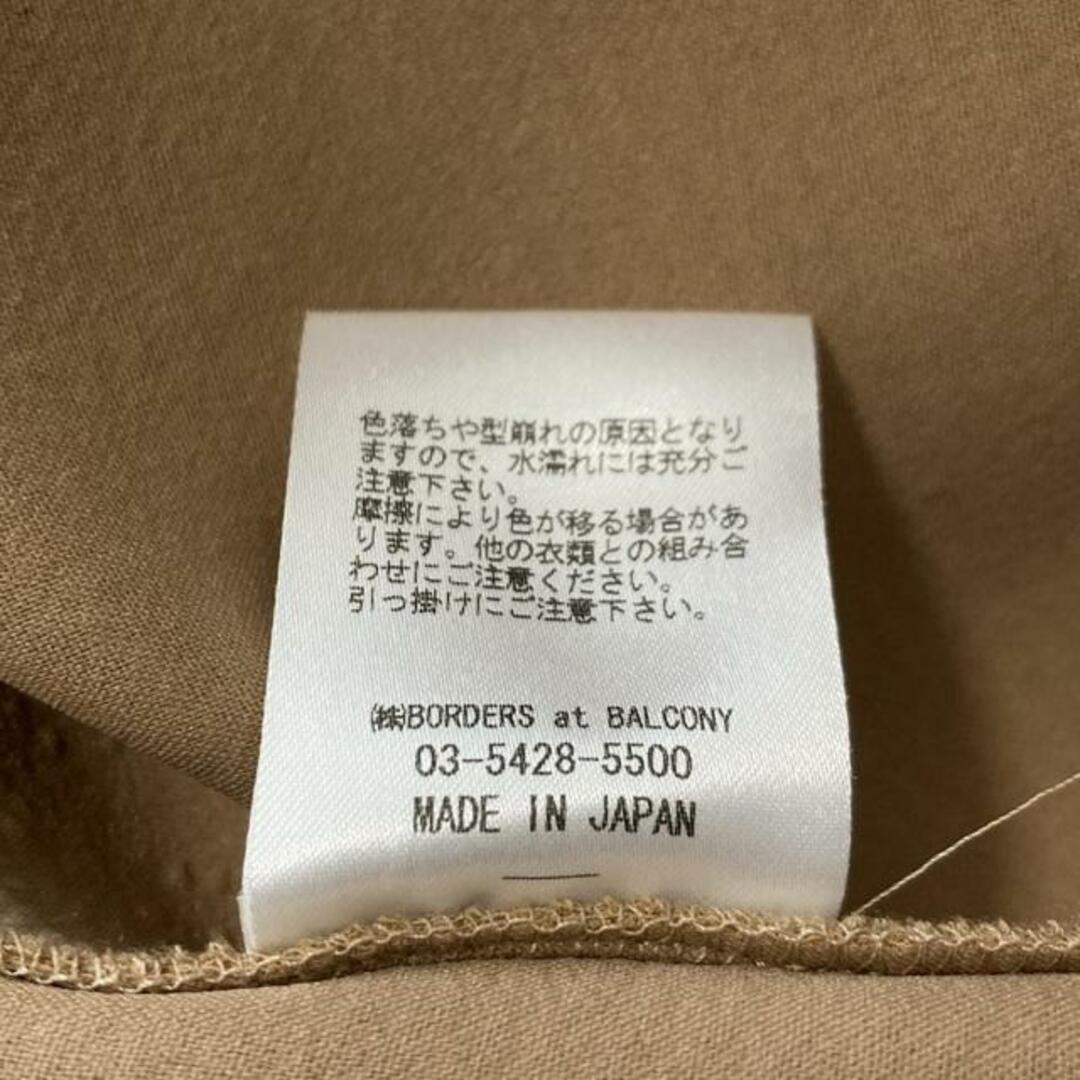 色落ちや型崩れの原因となり
ますので、水濡れには充分ご
注意下さい。
摩擦により色が移る場合があ
ります。他の衣類との組み合
わせにご注意ください。
引っ掛けにご注意下さい。
㈱BORDERS at BALCONY
03-5428-5500
MADE IN JAPAN